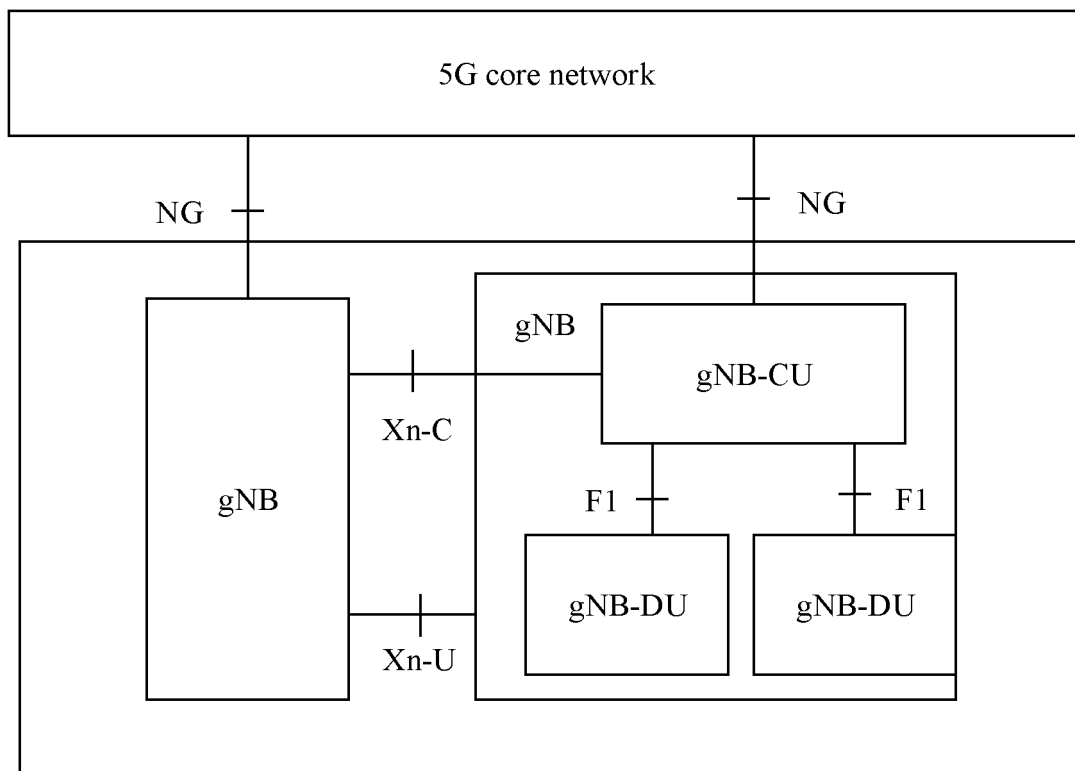 5G core network
NG
NG
gNB
gNB-CU
Xn-C
gNB
F1
F1
gNB-DU
gNB-DU
Xn-U